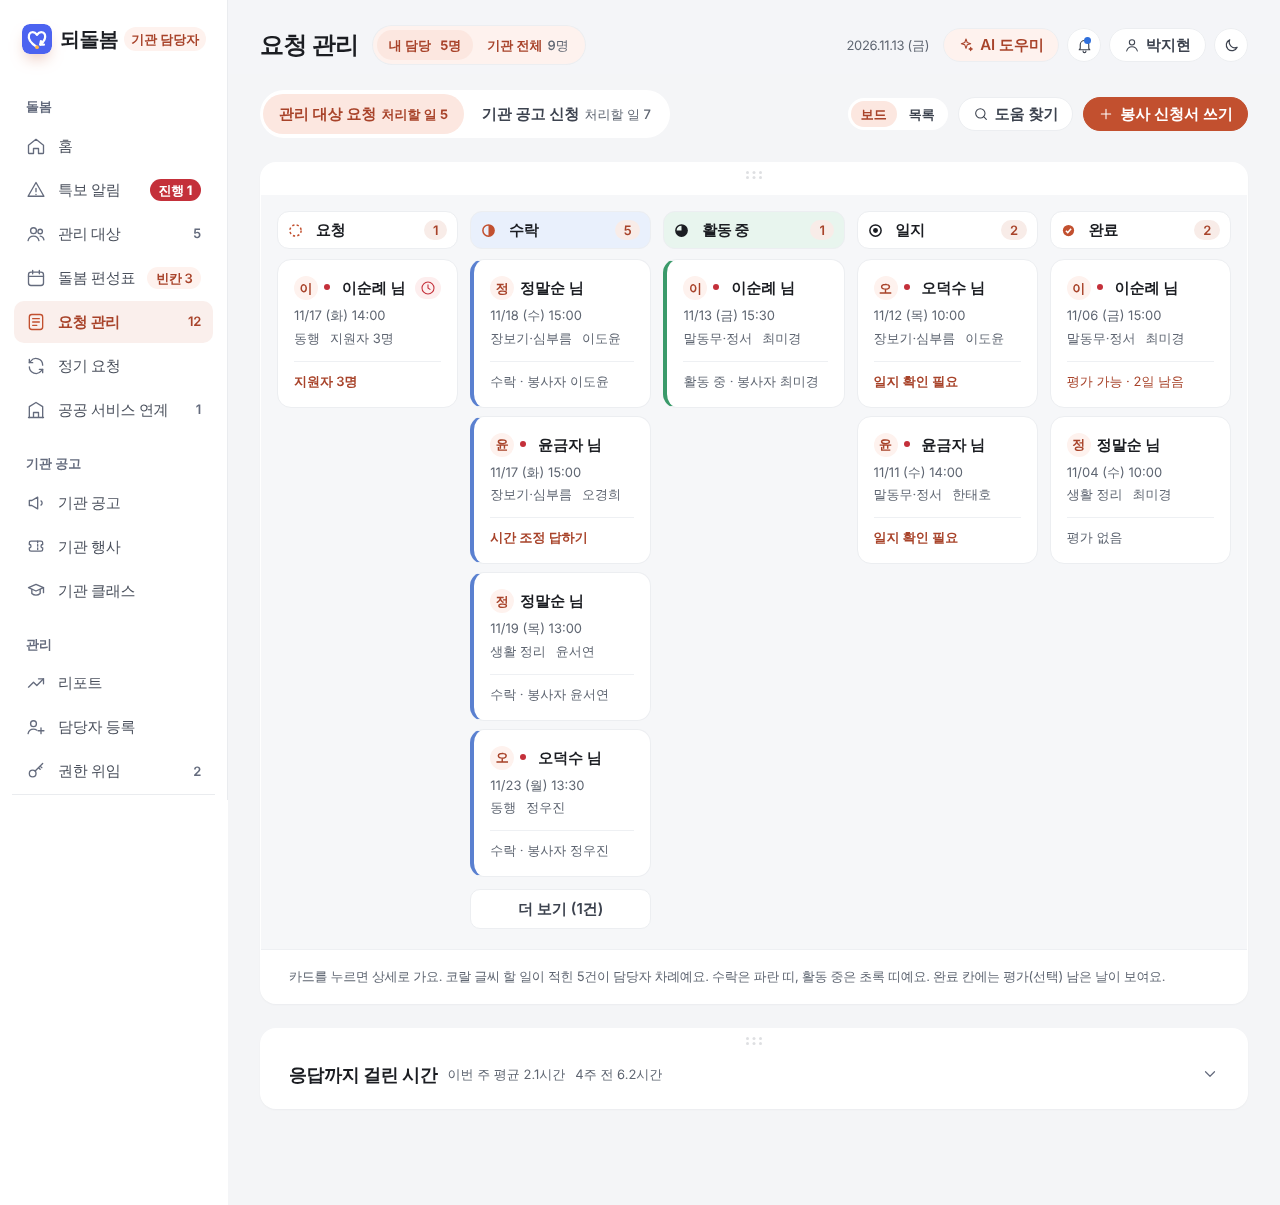 되돌봄 기관 담당자
돌봄
홈
특보 알림 진행 1
관리 대상 5
돌봄 편성표 빈칸 3
요청 관리 12
정기 요청
공공 서비스 연계 1
기관 공고
기관 공고
기관 행사
기관 클래스
관리
리포트
담당자 등록
권한 위임 2
요청 관리 내 담당 5명 기관 전체 9명
2026.11.13 (금) AI 도우미 박지현
관리 대상 요청 처리할 일 5 기관 공고 신청 처리할 일 7
보드 목록 도움 찾기 봉사 신청서 쓰기
요청 1
이 이순례 님
11/17 (화) 14:00
동행 지원자 3명
지원자 3명
수락 5
정 정말순 님
11/18 (수) 15:00
장보기·심부름 이도윤
수락 · 봉사자 이도윤
윤 윤금자 님
11/17 (화) 15:00
장보기·심부름 오경희
시간 조정 답하기
정 정말순 님
11/19 (목) 13:00
생활 정리 윤서연
수락 · 봉사자 윤서연
오 오덕수 님
11/23 (월) 13:30
동행 정우진
수락 · 봉사자 정우진
더 보기 (1건)
활동 중 1
이 이순례 님
11/13 (금) 15:30
말동무·정서 최미경
활동 중 · 봉사자 최미경
일지 2
오 오덕수 님
11/12 (목) 10:00
장보기·심부름 이도윤
일지 확인 필요
윤 윤금자 님
11/11 (수) 14:00
말동무·정서 한태호
일지 확인 필요
완료 2
이 이순례 님
11/06 (금) 15:00
말동무·정서 최미경
평가 가능 · 2일 남음
정 정말순 님
11/04 (수) 10:00
생활 정리 최미경
평가 없음
카드를 누르면 상세로 가요. 코랄 글씨 할 일이 적힌 5건이 담당자 차례예요. 수락은 파란 띠, 활동 중은 초록 띠예요. 완료 칸에는 평가(선택) 남은 날이 보여요.
응답까지 걸린 시간 이번 주 평균 2.1시간 4주 전 6.2시간